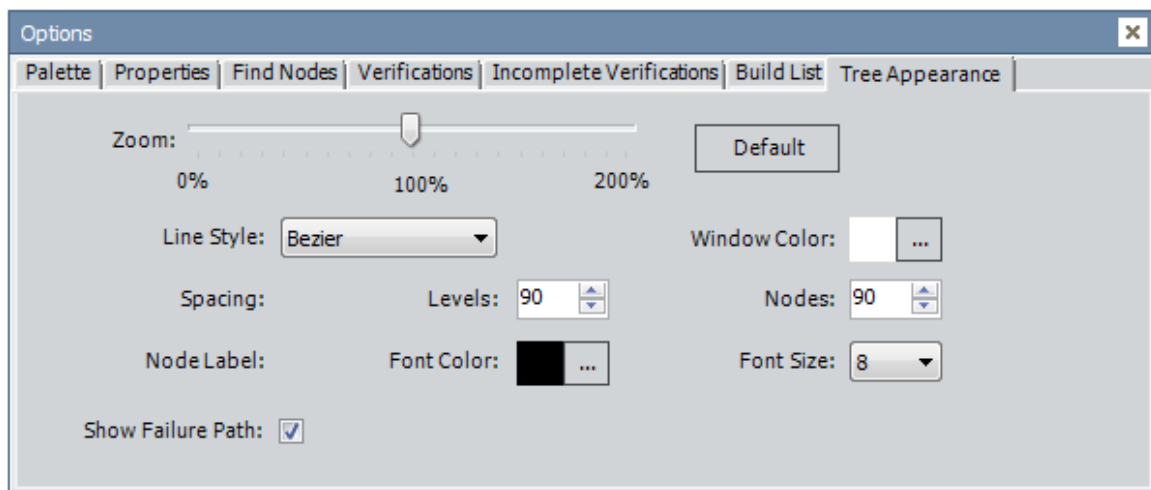 Options
Palette Properties Find Nodes Verifications Incomplete Verifications Build List Tree Appearance
Zoom: Default
0% 100% 200%
Line Style: Bezier Window Color: ...
Spacing: Levels: 90 Nodes: 90
Node Label: Font Color: ... Font Size: 8
Show Failure Path: